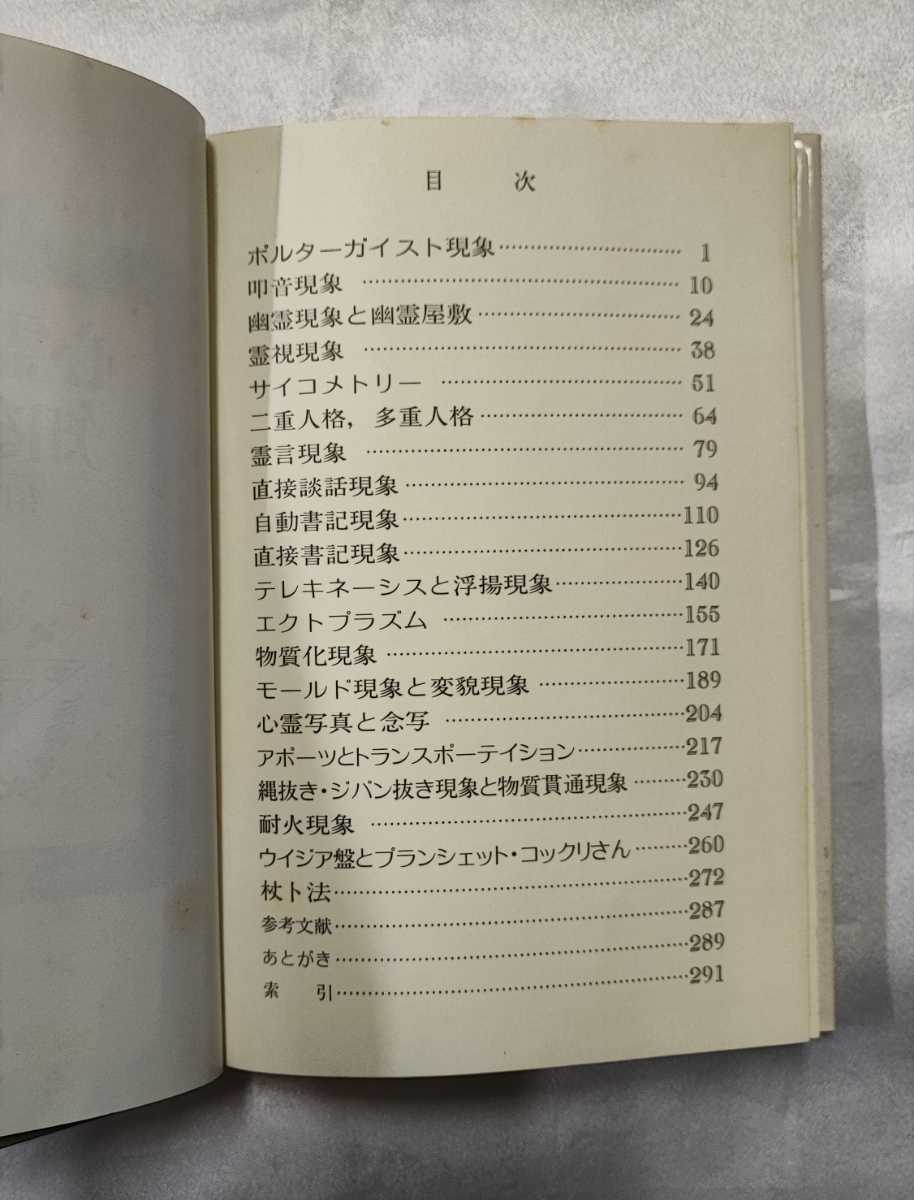 目 次
ポルターガイスト現象……………………… 1
叩音現象 ……………………… 10
幽霊現象と幽霊屋敷……………………… 24
霊視現象 ……………………… 38
サイコメトリー ……………………… 51
二重人格，多重人格……………………… 64
霊言現象 ……………………… 79
直接談話現象……………………… 94
自動書記現象………………………110
直接書記現象………………………126
テレキネーシスと浮揚現象………………140
エクトプラズム ………………………155
物質化現象 ………………………171
モールド現象と変貌現象 ………………189
心霊写真と念写 ………………………204
アポーツとトランスポーテイション……………217
縄抜き・ジバン抜き現象と物質貫通現象 ………230
耐火現象 ………………………247
ウイジア盤とプランシェット・コックリさん………260
杖卜法………………………272
参考文献………………………287
あとがき………………………289
索 引………………………291